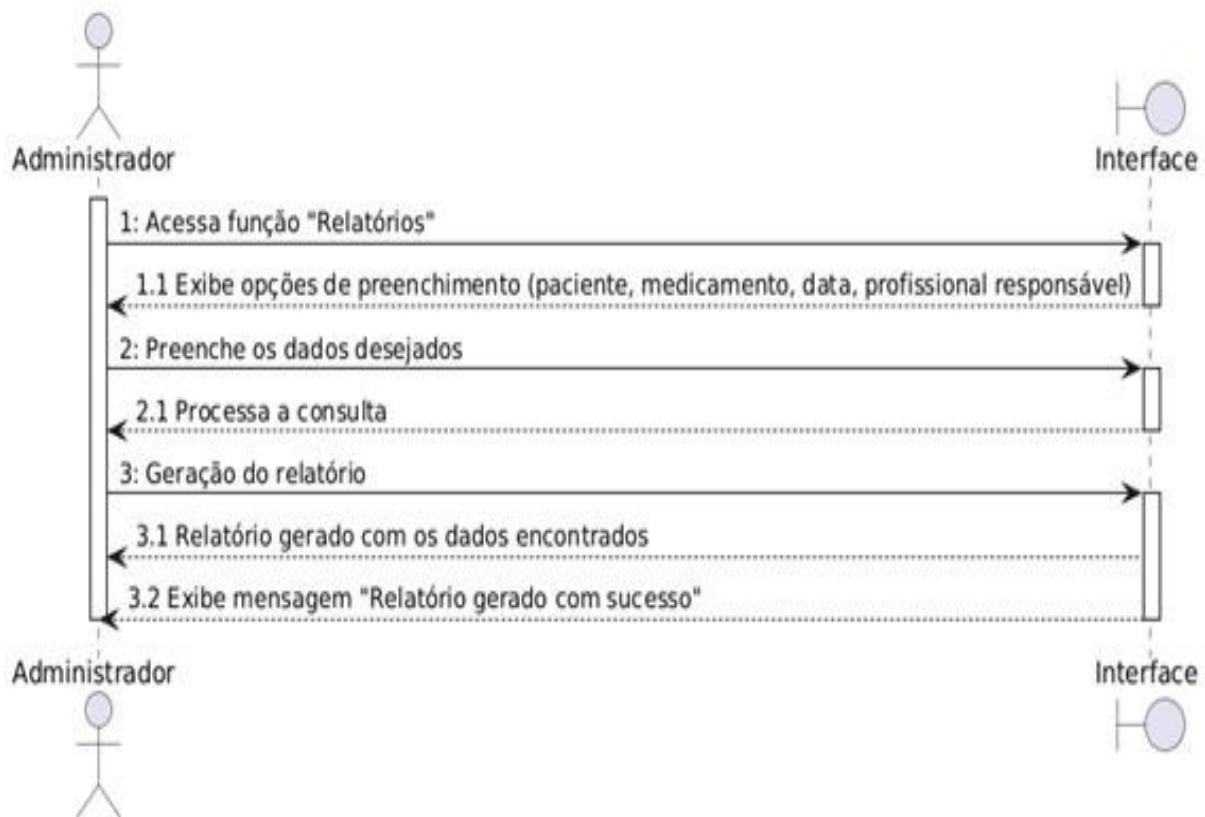 Administrador
Interface
1: Acessa função "Relatórios"
1.1 Exibe opções de preenchimento (paciente, medicamento, data, profissional responsável)
2: Preenche os dados desejados
2.1 Processa a consulta
3: Geração do relatório
3.1 Relatório gerado com os dados encontrados
3.2 Exibe mensagem "Relatório gerado com sucesso"
Administrador
Interface